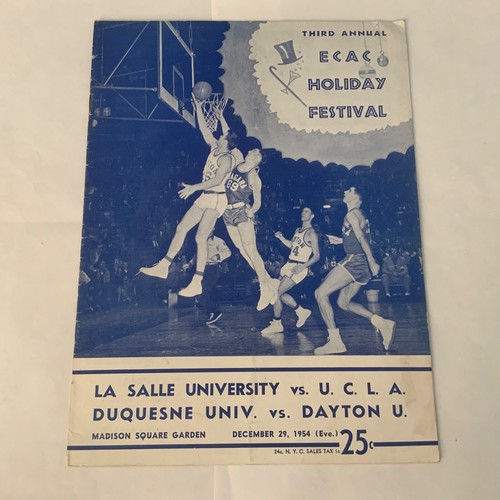 THIRD ANNUAL
ECAC
HOLIDAY
FESTIVAL
LA SALLE UNIVERSITY vs. U. C. L. A.
DUQUESNE UNIV. vs. DAYTON U.
MADISON SQUARE GARDEN DECEMBER 29, 1954 (Eve.) 25c
24c, N. Y. C. SALES TAX 1c